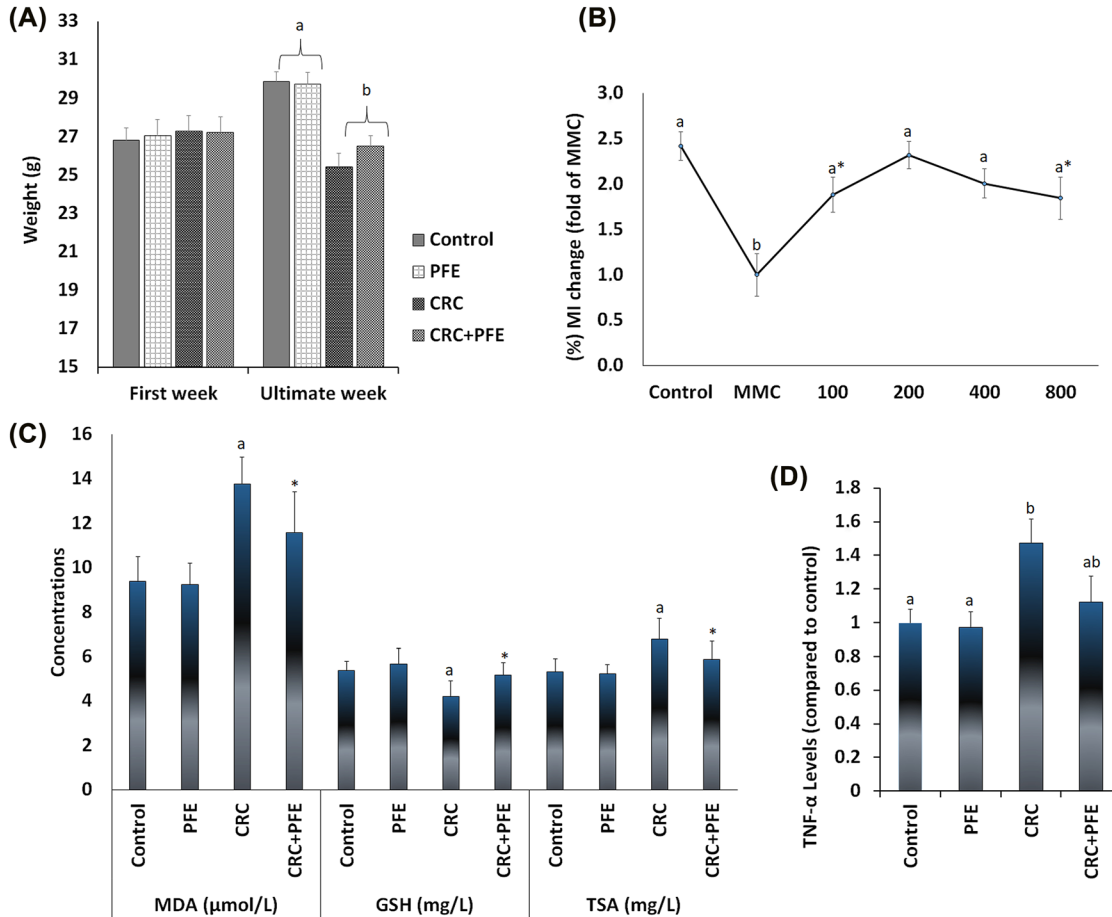 (A)
33
31
29
27
25
23
21
19
17
15
Weight (g)
a
b
Control
PFE
CRC
CRC+PFE
First week
Ultimate week
(B)
3.0
2.5
2.0
1.5
1.0
0.5
0.0
(%) MI change (fold of MMC)
a
b
a*
a
a
a*
Control
MMC
100
200
400
800
(C)
16
14
12
10
8
6
4
2
0
Concentrations
a
*
a
*
a
*
Control
PFE
CRC
CRC+PFE
Control
PFE
CRC
CRC+PFE
Control
PFE
CRC
CRC+PFE
MDA (μmol/L)
GSH (mg/L)
TSA (mg/L)
(D)
1.8
1.6
1.4
1.2
1
0.8
0.6
0.4
0.2
0
TNF-α Levels (compared to control)
a
a
b
ab
Control
PFE
CRC
CRC+PFE